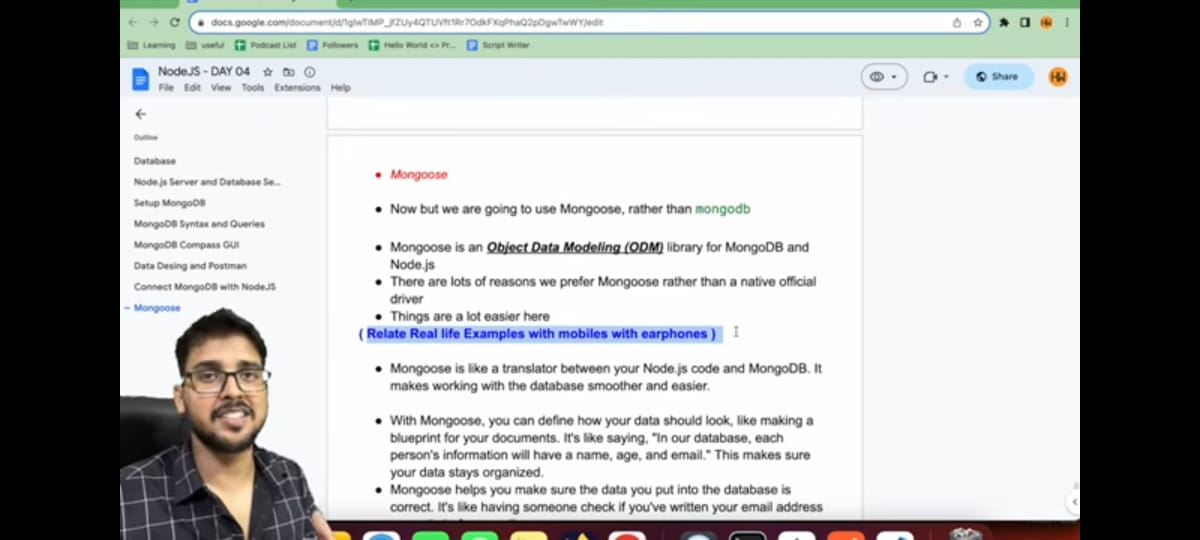 docs.google.com/document/d/1glwTlMP_jfZUy4QTUVft1Rr7OdkFXqPhaQ2pDgwTwWY/edit
Learning useful Podcast List Followers Hello World <> Pr... Script Writer
NodeJS - DAY 04
File Edit View Tools Extensions Help
Share
HW
Outline
Database
Node.js Server and Database Se...
Setup MongoDB
MongoDB Syntax and Queries
MongoDB Compass GUI
Data Desing and Postman
Connect MongoDB with NodeJS
Mongoose
• Mongoose
• Now but we are going to use Mongoose, rather than mongodb
• Mongoose is an Object Data Modeling (ODM) library for MongoDB and
Node.js
• There are lots of reasons we prefer Mongoose rather than a native official
driver
• Things are a lot easier here
( Relate Real life Examples with mobiles with earphones )
• Mongoose is like a translator between your Node.js code and MongoDB. It
makes working with the database smoother and easier.
• With Mongoose, you can define how your data should look, like making a
blueprint for your documents. It's like saying, "In our database, each
person's information will have a name, age, and email." This makes sure
your data stays organized.
• Mongoose helps you make sure the data you put into the database is
correct. It's like having someone check if you've written your email address